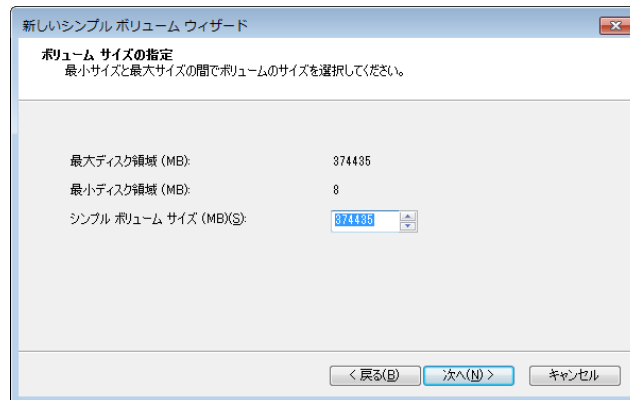 新しいシンプル ボリューム ウィザード
ボリューム サイズの指定
最小サイズと最大サイズの間でボリュームのサイズを選択してください。
最大ディスク領域 (MB): 374435
最小ディスク領域 (MB): 8
シンプル ボリューム サイズ (MB)(S): 374435
< 戻る(B) 次へ(N) > キャンセル